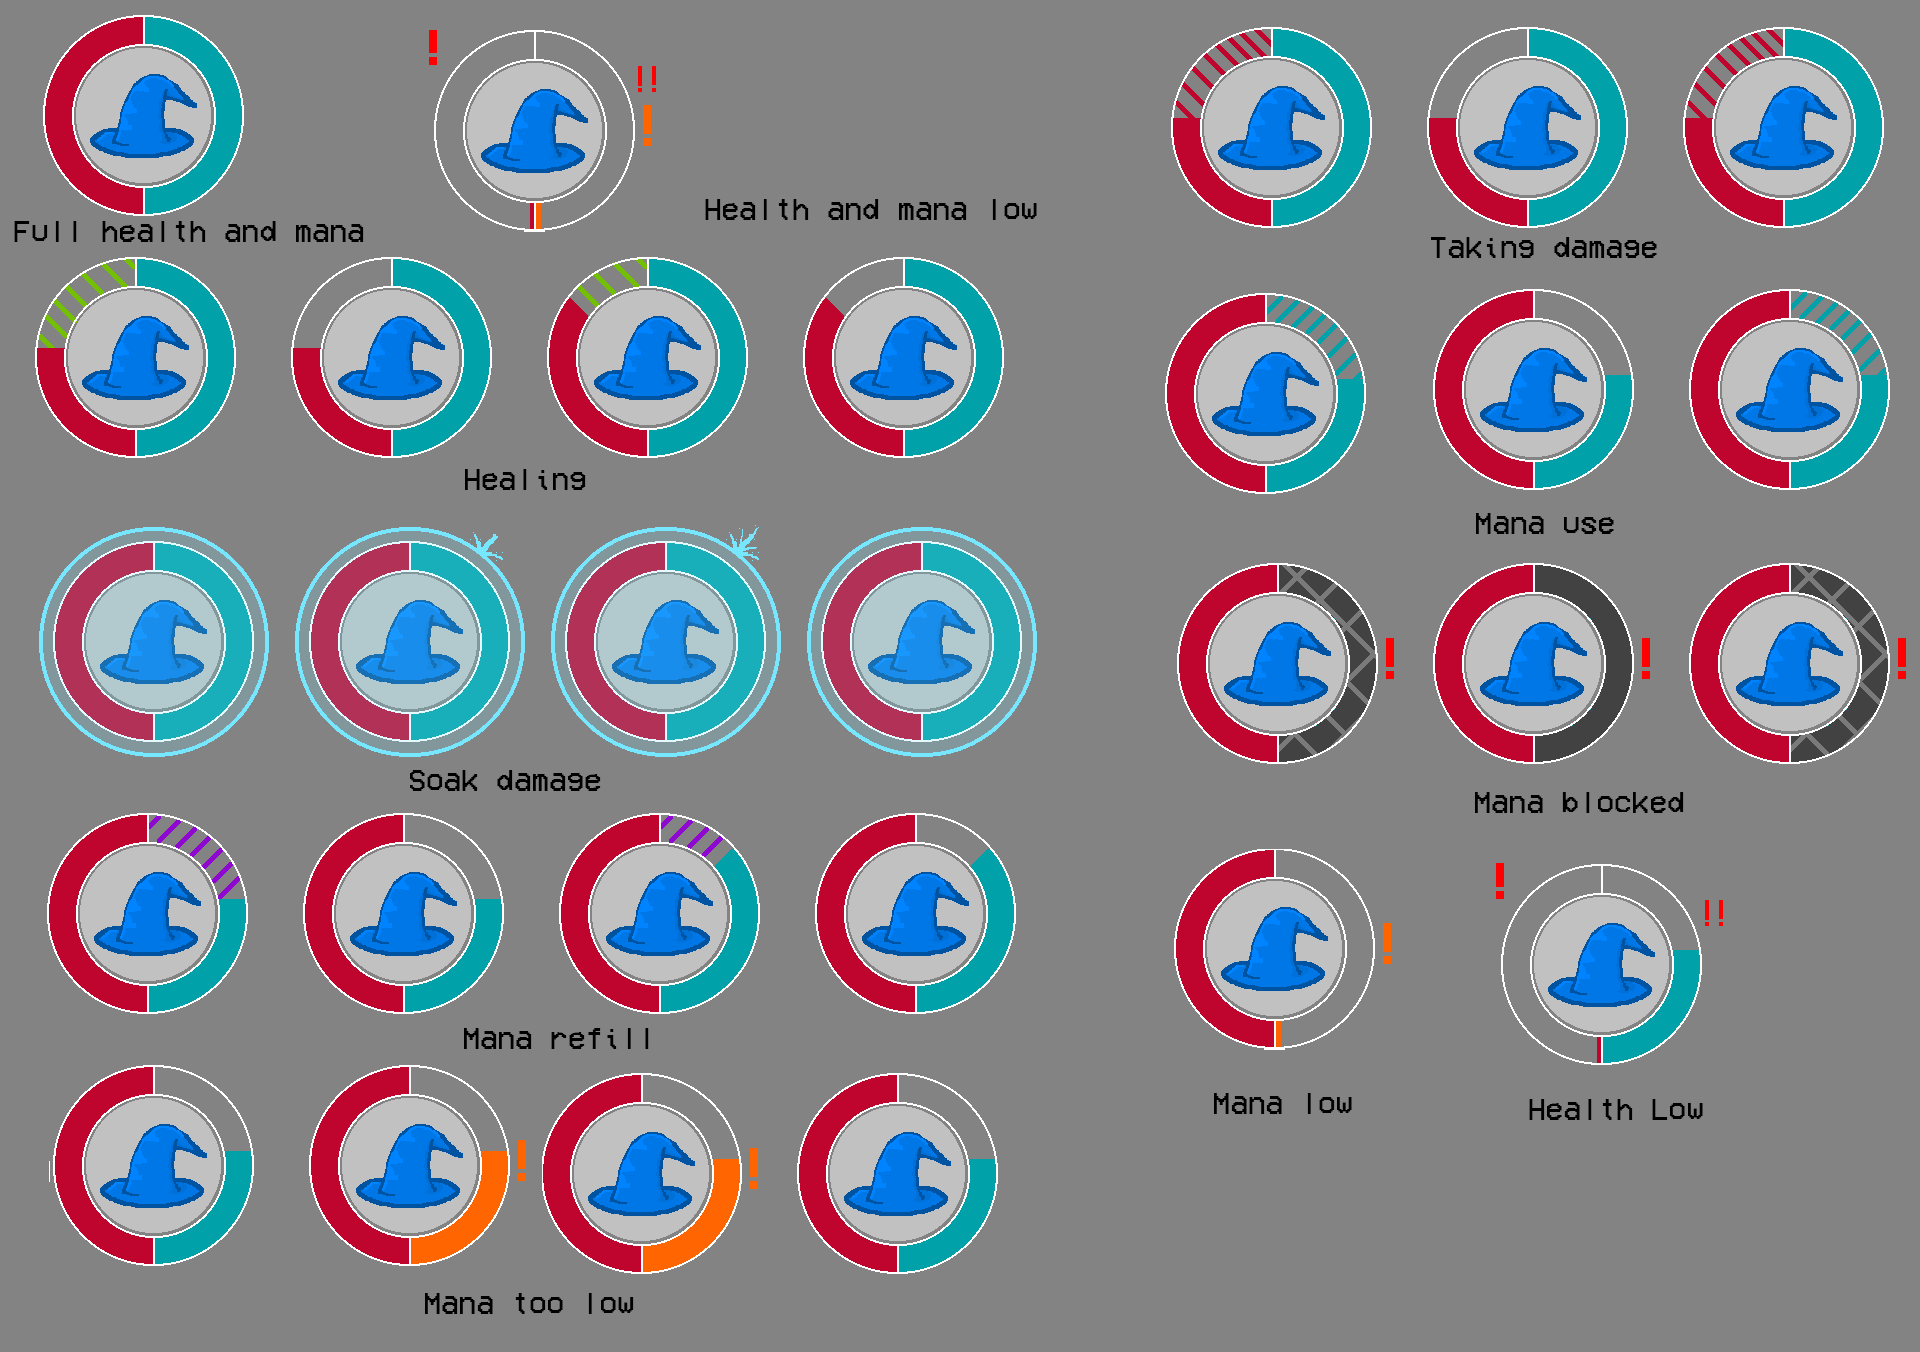 !
!!
!
Full health and mana
Health and mana low
Taking damage
Healing
Mana use
Soak damage
!
!
!
Mana blocked
Mana refill
!
!
!!
Mana low
Health Low
!
!
Mana too low